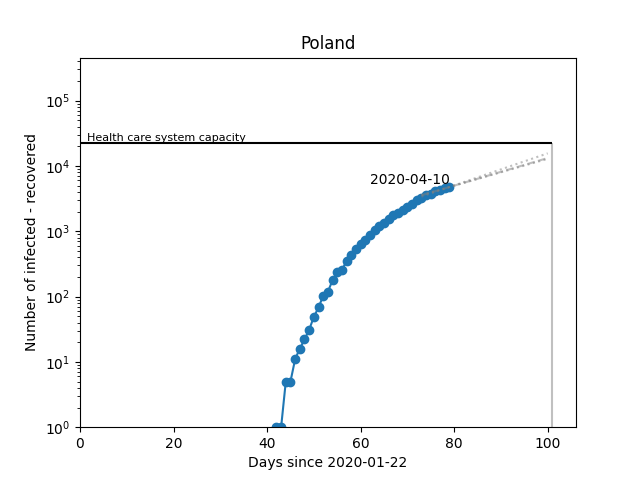 Poland
Number of infected - recovered
10^5
10^4
10^3
10^2
10^1
10^0
Health care system capacity
2020-04-10
0 20 40 60 80 100
Days since 2020-01-22